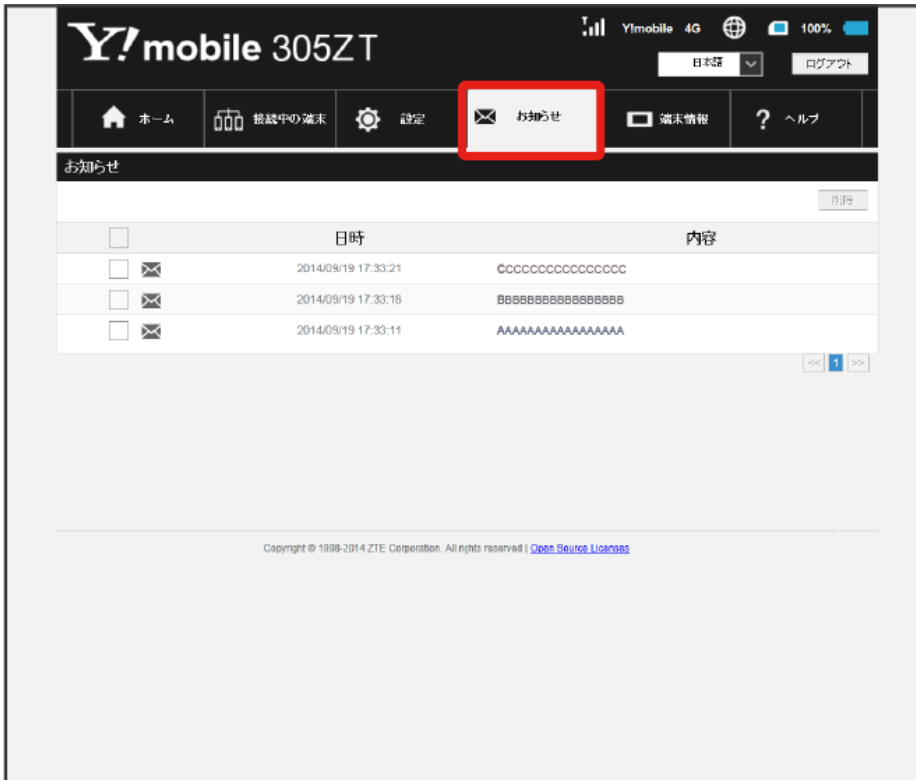 Y! mobile 305ZT
Y!mobile 4G 100%
日本語 ログアウト
ホーム 接続中の端末 設定 お知らせ 端末情報 ? ヘルプ
お知らせ
削除
日時 内容
2014/09/19 17:33:21 CCCCCCCCCCCCCCCC
2014/09/19 17:33:18 BBBBBBBBBBBBBBBBB
2014/09/19 17:33:11 AAAAAAAAAAAAAAAAA
<< 1 >>
Copyright © 1998-2014 ZTE Corporation. All rights reserved | Open Source Licenses